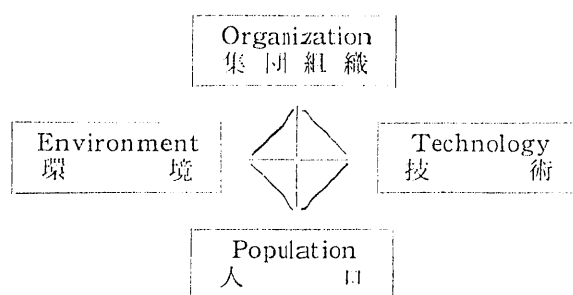 Organization
集団組織
Environment
環境
Technology
技術
Population
人口